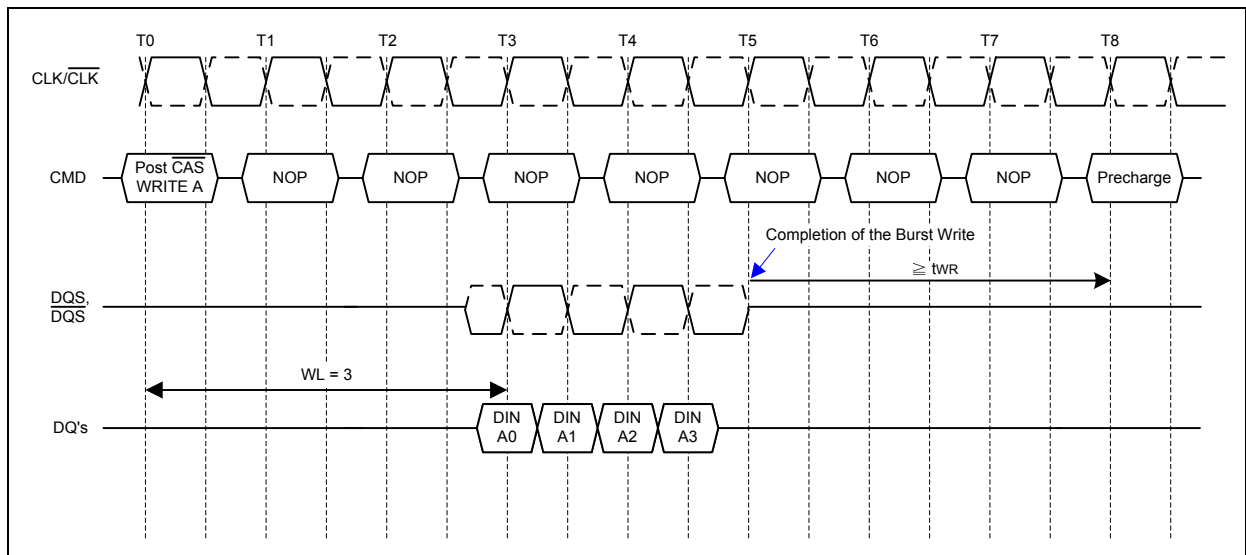 T0 T1 T2 T3 T4 T5 T6 T7 T8
CLK/CLK
CMD
Post CAS
WRITE A
NOP NOP NOP NOP NOP NOP NOP Precharge
Completion of the Burst Write
≧ tWR
DQS,
DQS
WL = 3
DQ's
DIN
A0
DIN
A1
DIN
A2
DIN
A3